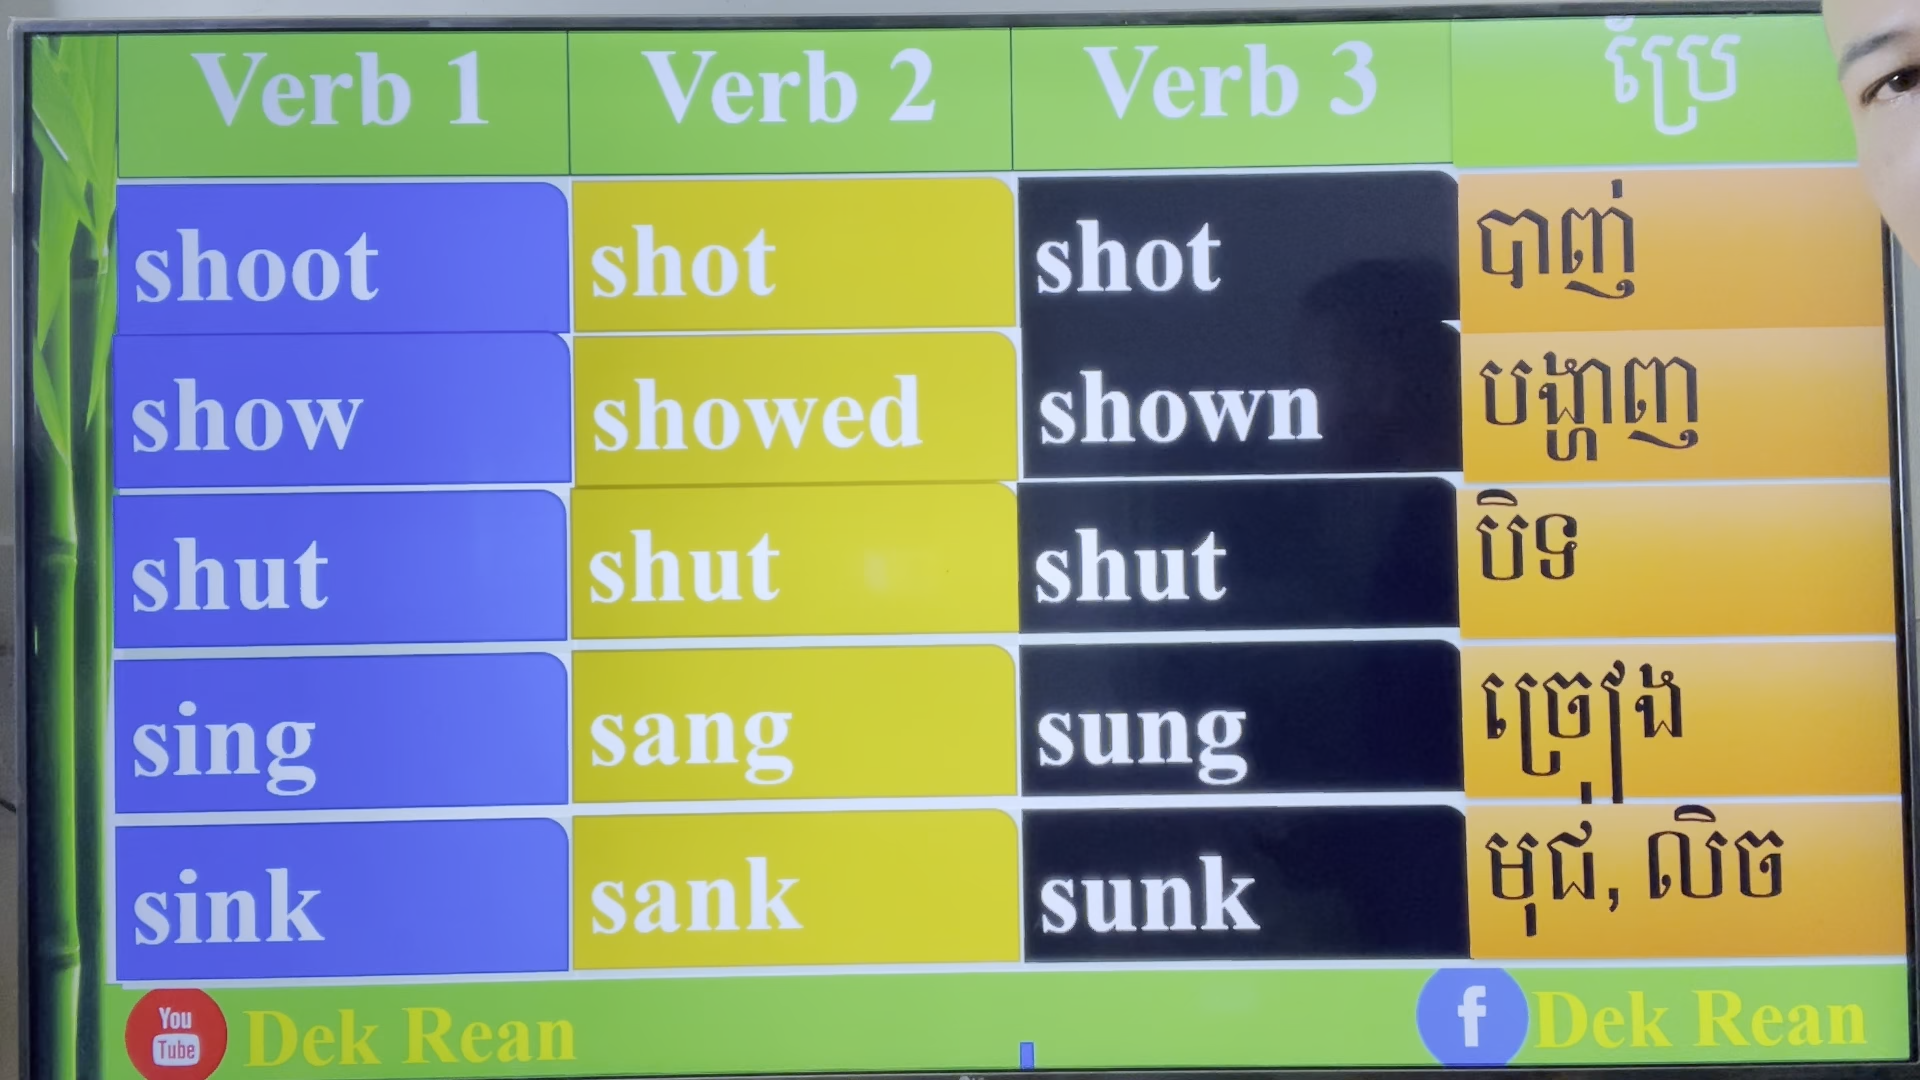 Verb 1 Verb 2 Verb 3 ប្រែ
shoot shot shot បាញ់
show showed shown បង្ហាញ
shut shut shut បិទ
sing sang sung ច្រៀង
sink sank sunk មុជ, លិច
You Tube Dek Rean f Dek Rean